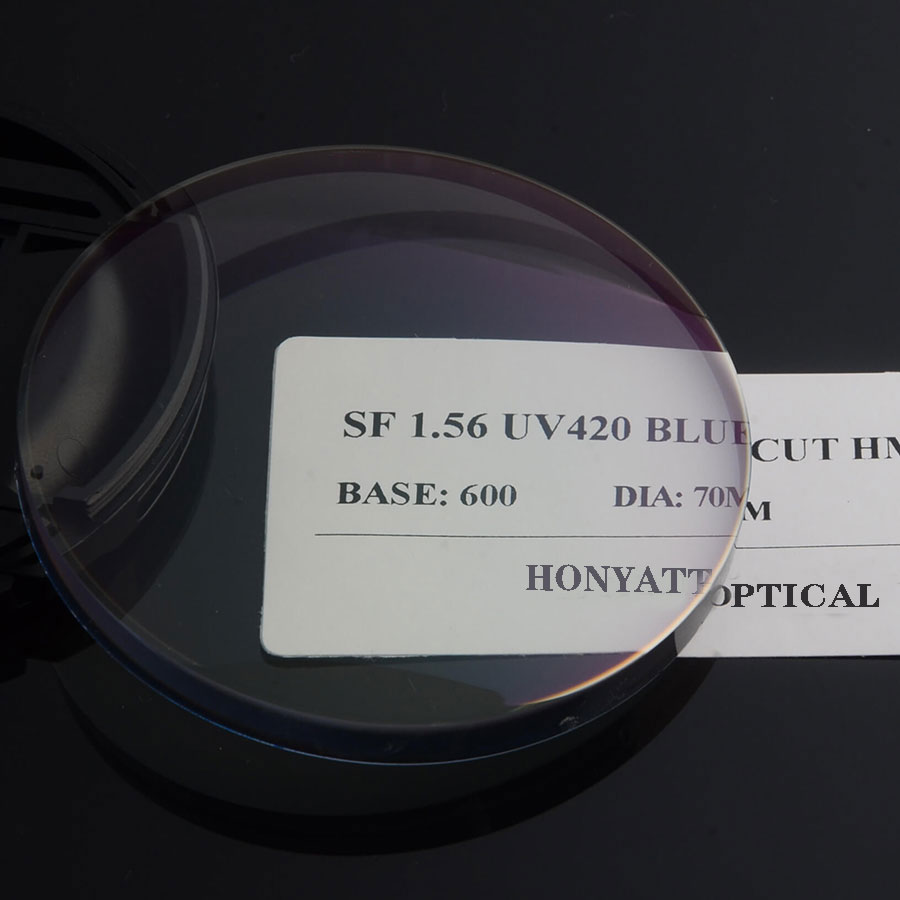 SF 1.56 UV420 BLUE CUT HM
BASE: 600 DIA: 70MM
HONYATT OPTICAL